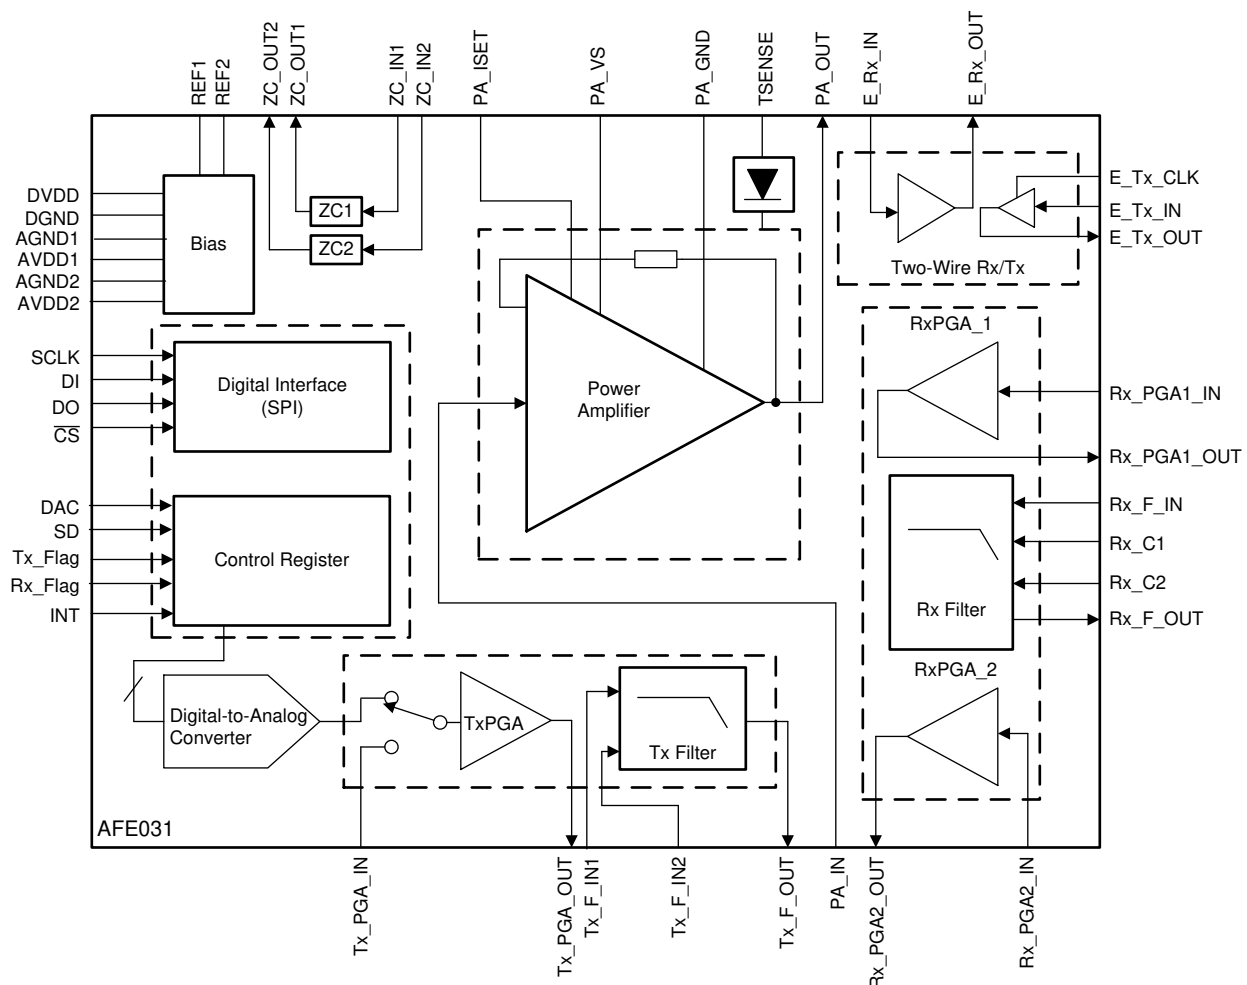 REF1
REF2
ZC_OUT2
ZC_OUT1
ZC_IN1
ZC_IN2
PA_ISET
PA_VS
PA_GND
TSENSE
PA_OUT
E_Rx_IN
E_Rx_OUT
DVDD
DGND
AGND1
AVDD1
AGND2
AVDD2
Bias
ZC1
ZC2
Two-Wire Rx/Tx
E_Tx_CLK
E_Tx_IN
E_Tx_OUT
SCLK
DI
DO
CS
Digital Interface
(SPI)
Power
Amplifier
RxPGA_1
Rx_PGA1_IN
Rx_PGA1_OUT
DAC
SD
Tx_Flag
Rx_Flag
INT
Control Register
Rx Filter
Rx_F_IN
Rx_C1
Rx_C2
Rx_F_OUT
RxPGA_2
Digital-to-Analog
Converter
TxPGA
Tx Filter
AFE031
Tx_PGA_IN
Tx_PGA_OUT
Tx_F_IN1
Tx_F_IN2
Tx_F_OUT
PA_IN
Rx_PGA2_OUT
Rx_PGA2_IN